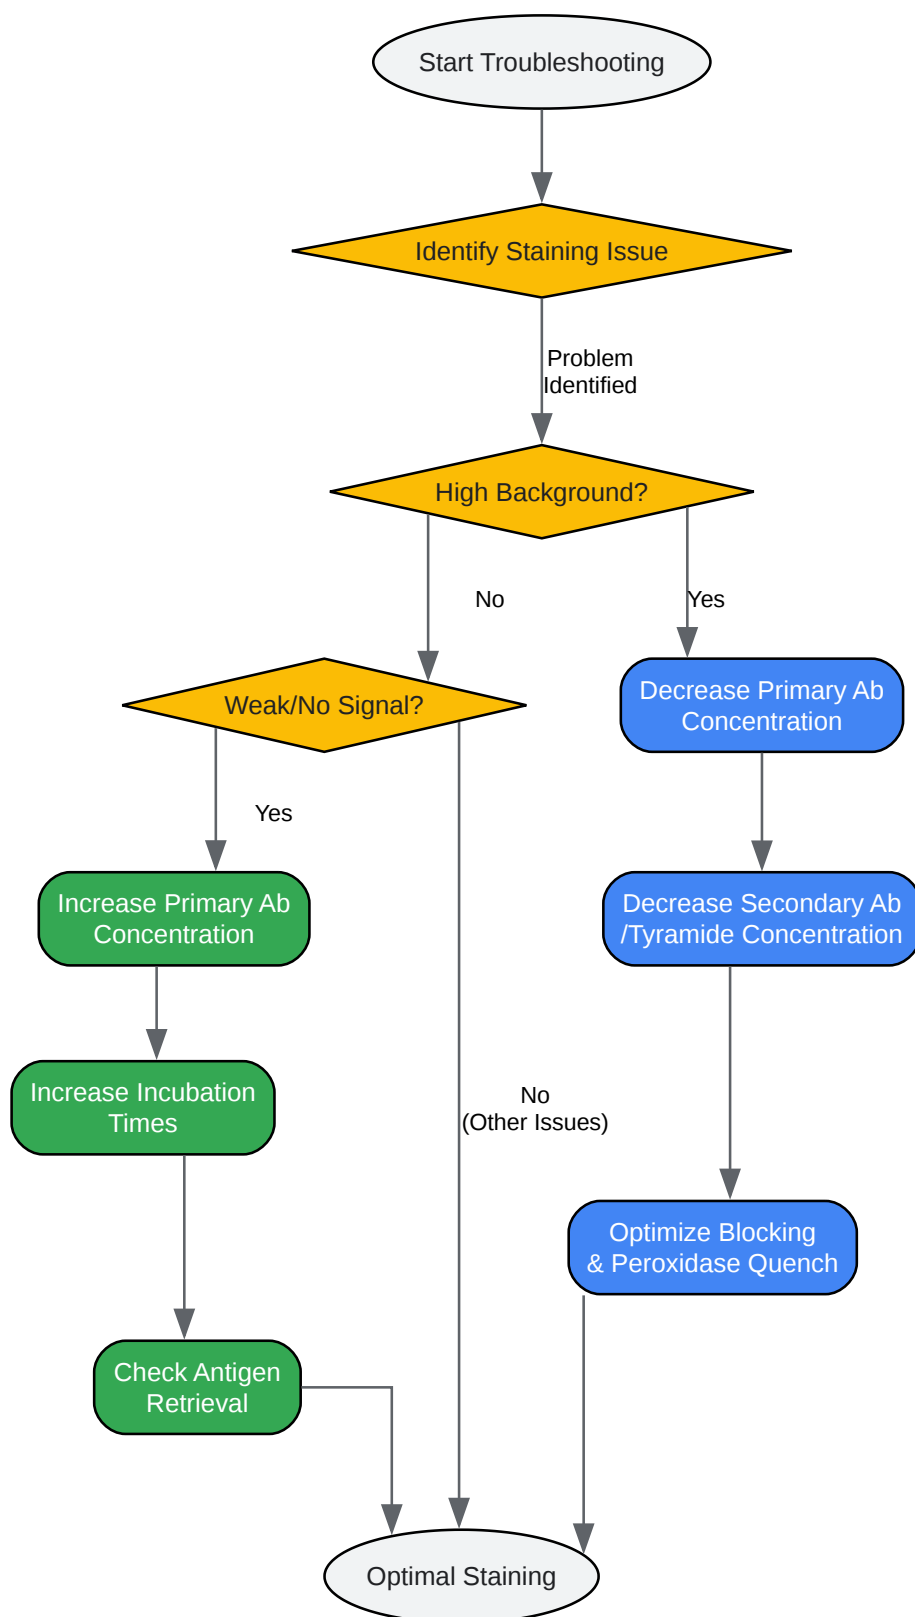 Start Troubleshooting
Identify Staining Issue
Problem
Identified
High Background?
No
Yes
Weak/No Signal?
Decrease Primary Ab
Concentration
Yes
Increase Primary Ab
Concentration
Decrease Secondary Ab
/Tyramide Concentration
Increase Incubation
Times
No
(Other Issues)
Optimize Blocking
& Peroxidase Quench
Check Antigen
Retrieval
Optimal Staining